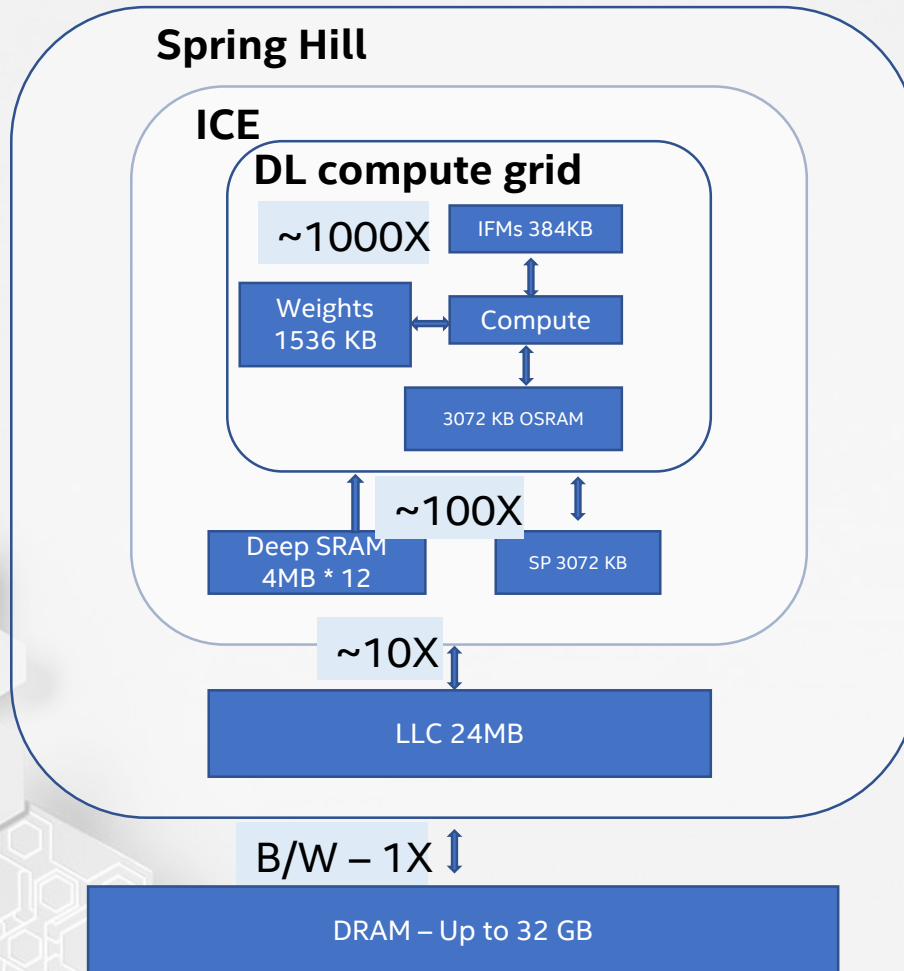 Spring Hill
ICE
DL compute grid
~1000X
IFMs 384KB
Weights
1536 KB
Compute
3072 KB OSRAM
~100X
Deep SRAM
4MB * 12
SP 3072 KB
~10X
LLC 24MB
B/W – 1X
DRAM – Up to 32 GB